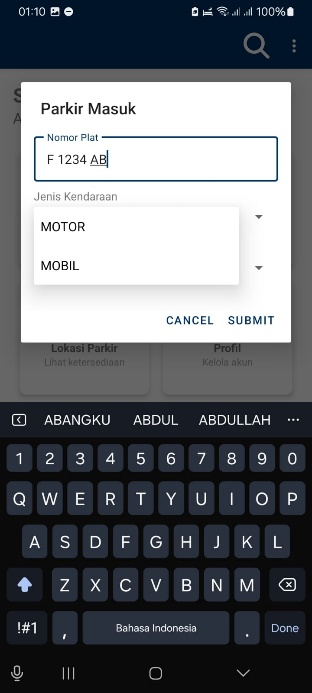 01:10 100%
S
A
Parkir Masuk
Nomor Plat
F 1234 AB
Jenis Kendaraan
MOTOR
MOBIL
CANCEL SUBMIT
Lokasi Parkir Profil
Lihat ketersediaan Kelola akun
ABANGKU ABDUL ABDULLAH ...
1 2 3 4 5 6 7 8 9 0
Q W E R T Y U I O P
A S D F G H J K L
Z X C V B N M
!#1 , Bahasa Indonesia . Done